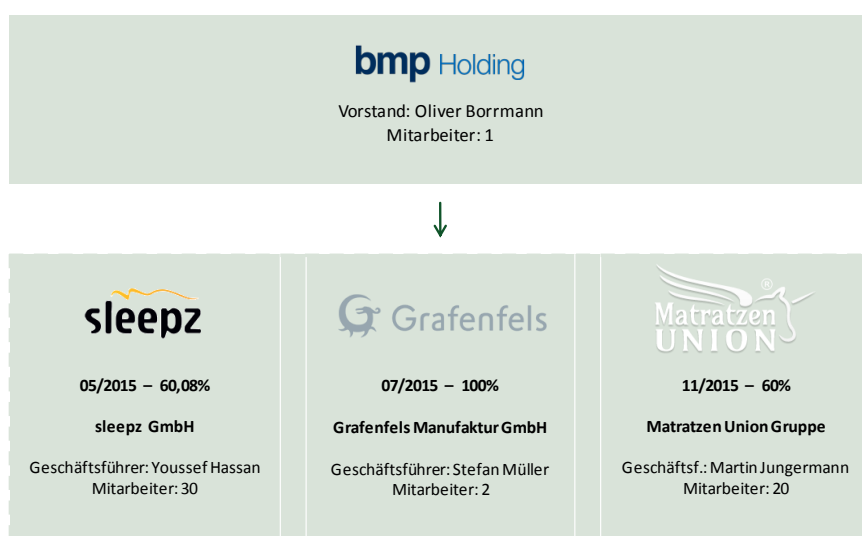 bmp Holding
Vorstand: Oliver Borrmann
Mitarbeiter: 1
sleepz
05/2015 – 60,08%
sleepz GmbH
Geschäftsführer: Youssef Hassan
Mitarbeiter: 30
Grafenfels
07/2015 – 100%
Grafenfels Manufaktur GmbH
Geschäftsführer: Stefan Müller
Mitarbeiter: 2
®
Matratzen
UNION
11/2015 – 60%
Matratzen Union Gruppe
Geschäftsf.: Martin Jungermann
Mitarbeiter: 20